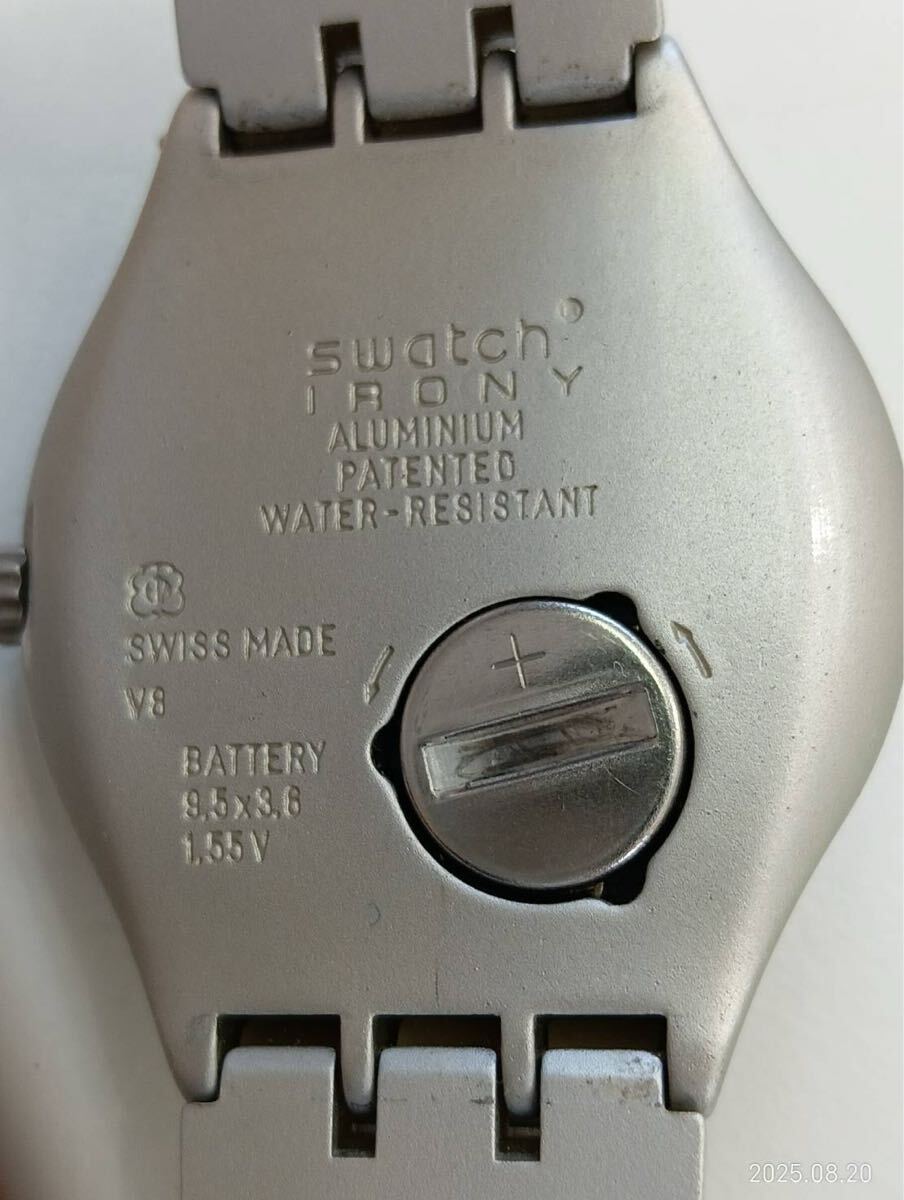 swatch
IRONY
ALUMINIUM
PATENTED
WATER-RESISTANT
SWISS MADE
V8
BATTERY
9,5x3,6
1,55V
+
2025.08.20